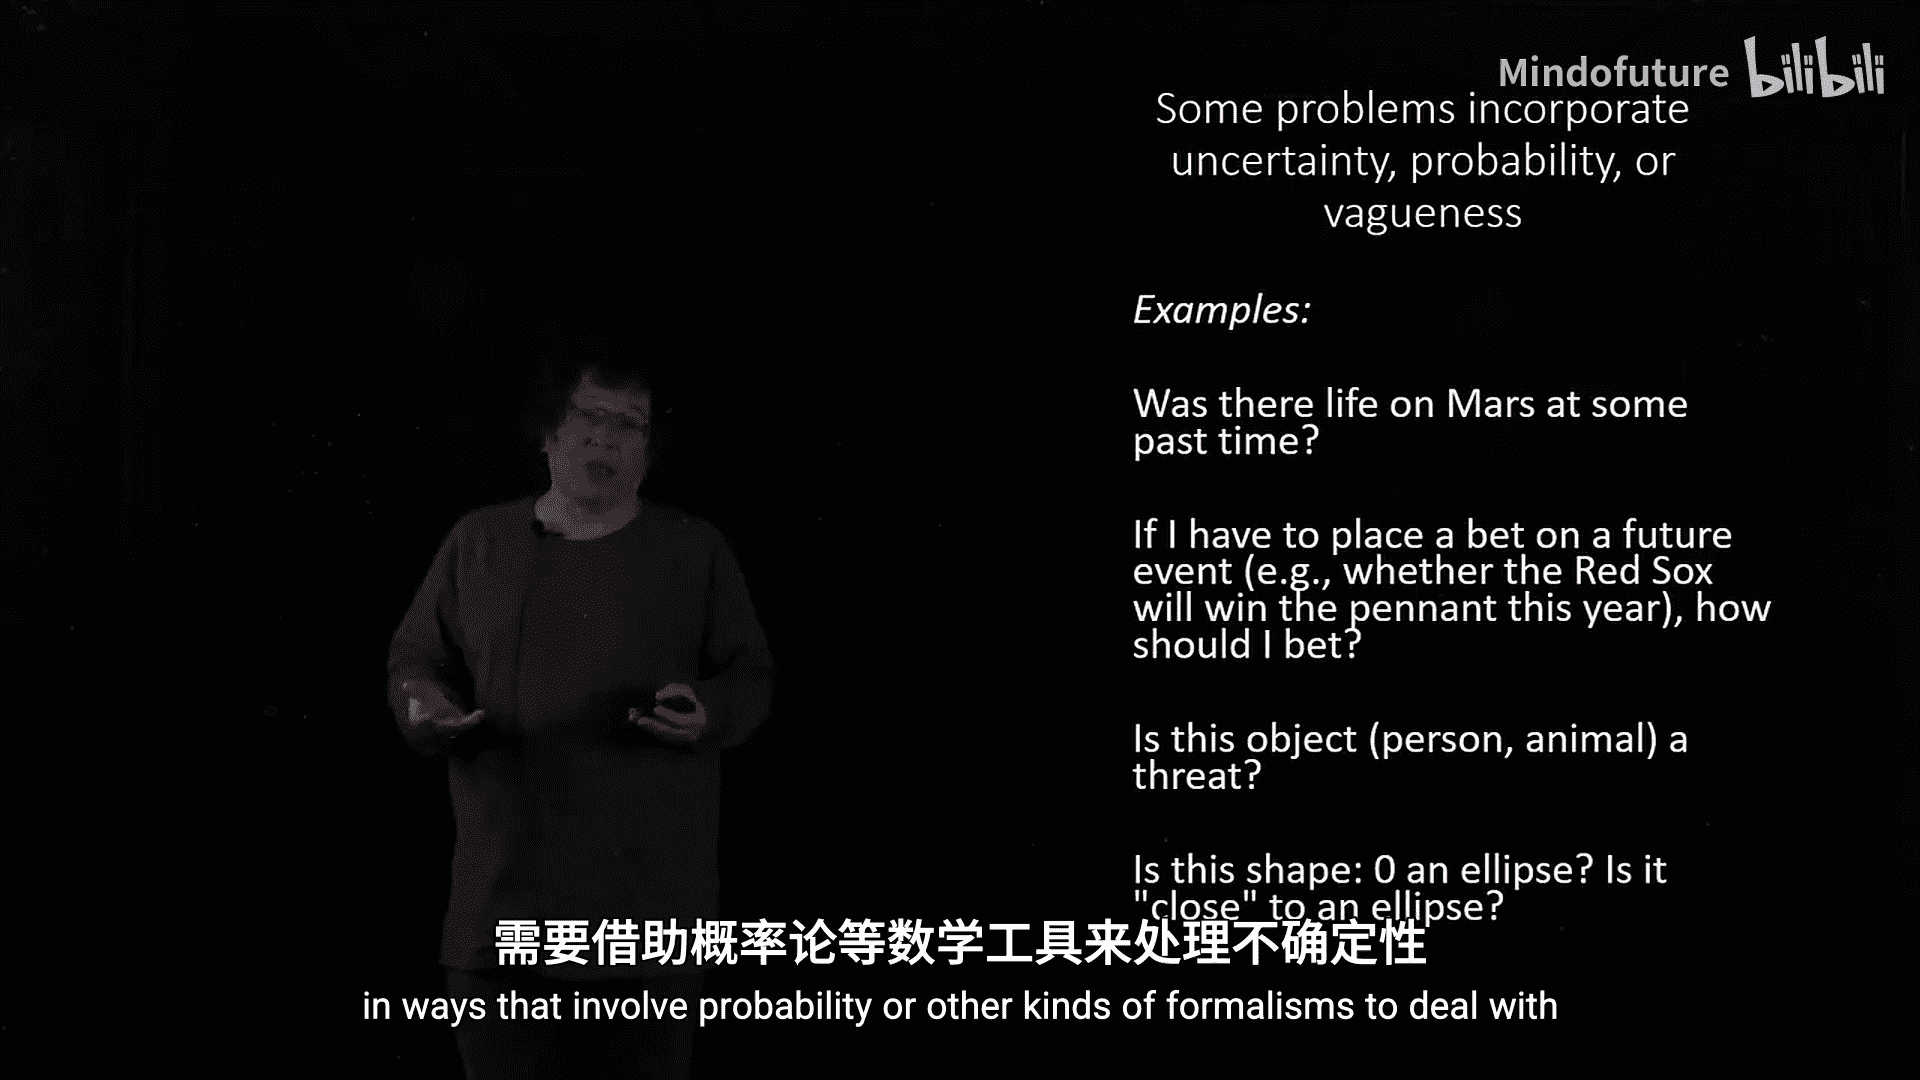 Mindofuture bilibili
Some problems incorporate
uncertainty, probability, or
vagueness
Examples:
Was there life on Mars at some
past time?
If I have to place a bet on a future
event (e.g., whether the Red Sox
will win the pennant this year), how
should I bet?
Is this object (person, animal) a
threat?
Is this shape: 0 an ellipse? Is it
"close" to an ellipse?
需要借助概率论等数学工具来处理不确定性
in ways that involve probability or other kinds of formalisms to deal with